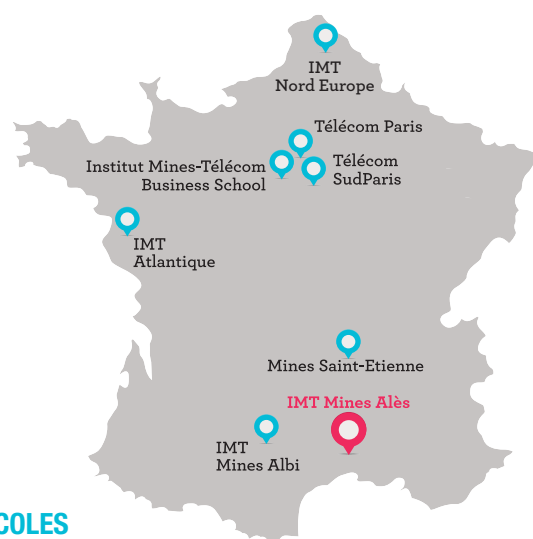 IMT
Nord Europe
Télécom Paris
Institut Mines-Télécom
Business School
Télécom
SudParis
IMT
Atlantique
Mines Saint-Etienne
IMT Mines Alès
IMT
Mines Albi
COLES